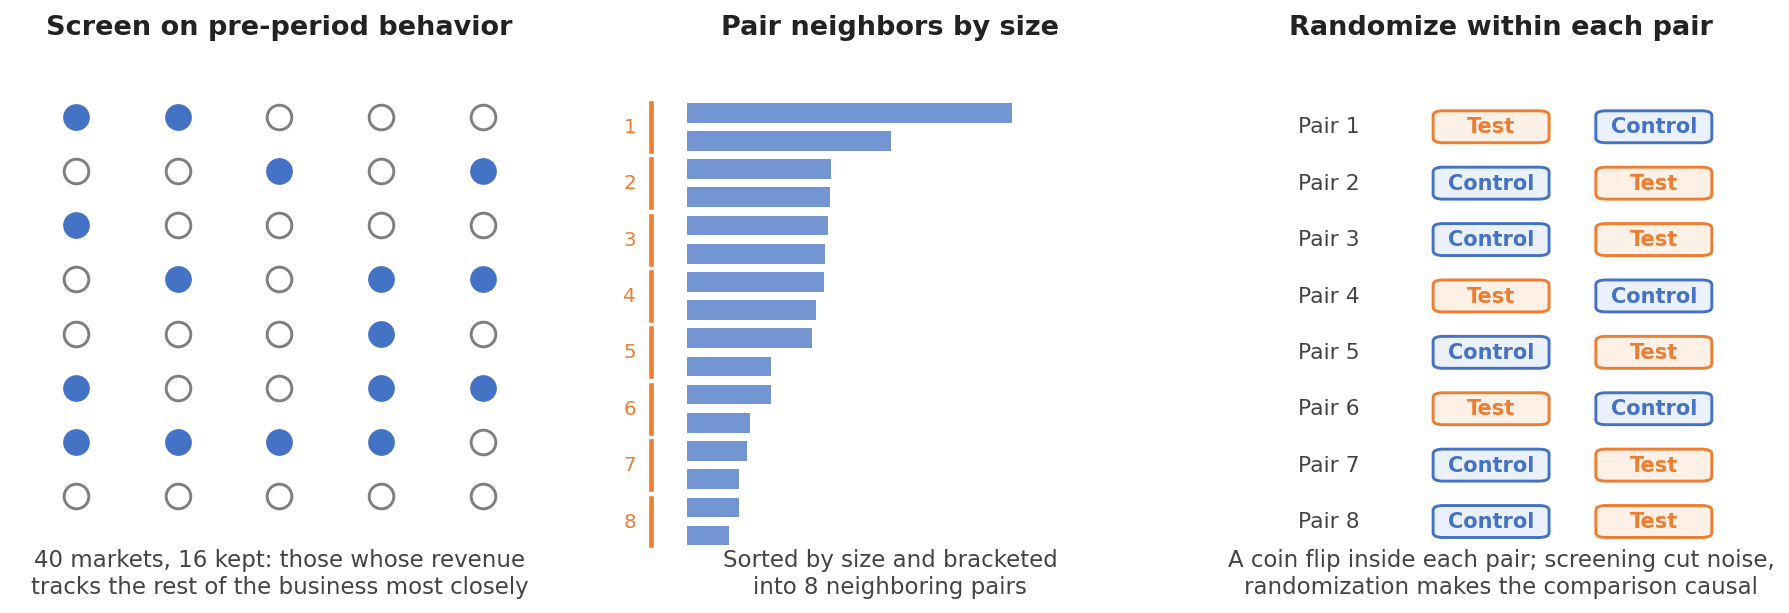 Screen on pre-period behavior
40 markets, 16 kept: those whose revenue
tracks the rest of the business most closely
Pair neighbors by size
1
2
3
4
5
6
7
8
Sorted by size and bracketed
into 8 neighboring pairs
Randomize within each pair
Pair 1 Test Control
Pair 2 Control Test
Pair 3 Control Test
Pair 4 Test Control
Pair 5 Control Test
Pair 6 Test Control
Pair 7 Control Test
Pair 8 Control Test
A coin flip inside each pair; screening cut noise,
randomization makes the comparison causal